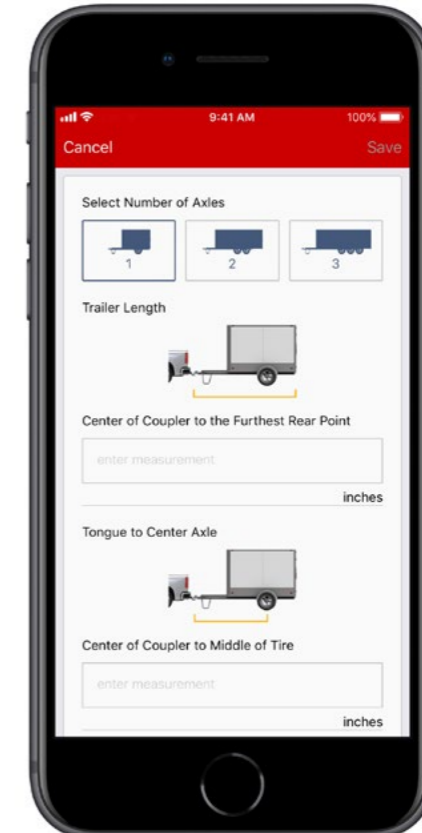 9:41 AM
100%
Cancel
Save
Select Number of Axles
1
2
3
Trailer Length
Center of Coupler to the Furthest Rear Point
enter measurement
inches
Tongue to Center Axle
Center of Coupler to Middle of Tire
enter measurement
inches